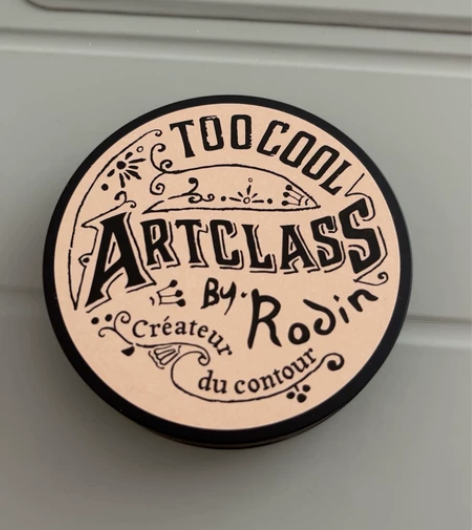 TOO COOL
ARTCLASS
BY. Rodin
Créateur
du contour